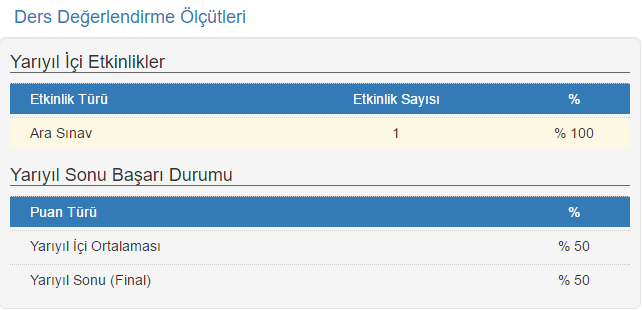 Ders Değerlendirme Ölçütleri
Yarıyıl İçi Etkinlikler
Etkinlik Türü Etkinlik Sayısı %
Ara Sınav 1 % 100
Yarıyıl Sonu Başarı Durumu
Puan Türü %
Yarıyıl İçi Ortalaması % 50
Yarıyıl Sonu (Final) % 50